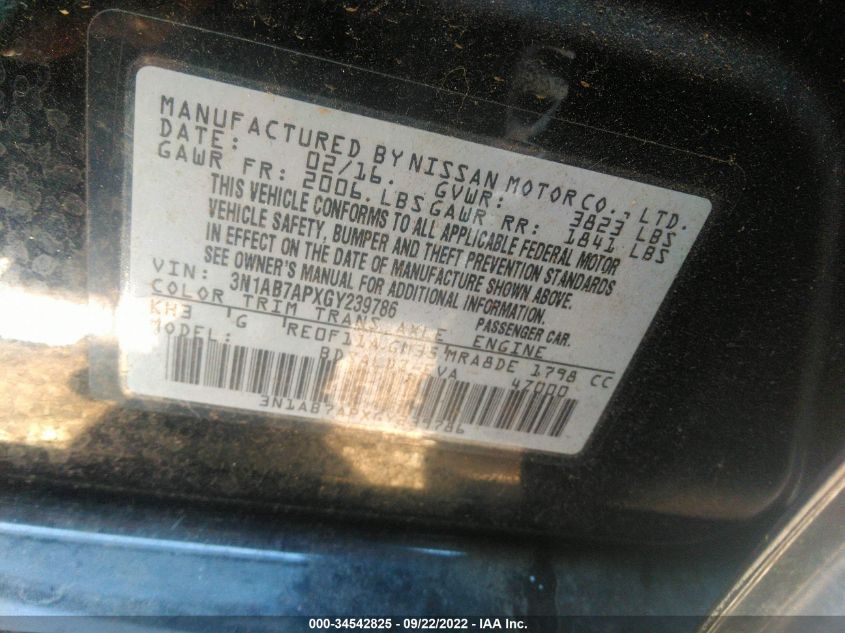 MANUFACTURED BY NISSAN MOTOR CO., LTD.
DATE: 02/16. GVWR: 3823 LBS
GAWR FR: 2006. LBS GAWR RR: 1841 LBS
THIS VEHICLE CONFORMS TO ALL APPLICABLE FEDERAL MOTOR
VEHICLE SAFETY, BUMPER AND THEFT PREVENTION STANDARDS
IN EFFECT ON THE DATE OF MANUFACTURE SHOWN ABOVE.
SEE OWNER'S MANUAL FOR ADDITIONAL INFORMATION.
VIN: 3N1AB7APXGY239786 PASSENGER CAR.
COLOR TRIM TRANS AXLE ENGINE
KH3 G RE0F11A MRA8DE 1798 CC
MODEL: VA 47000
3N1AB7APXGY239786
000-34542825 / 09/22/2022 - IAA Inc.